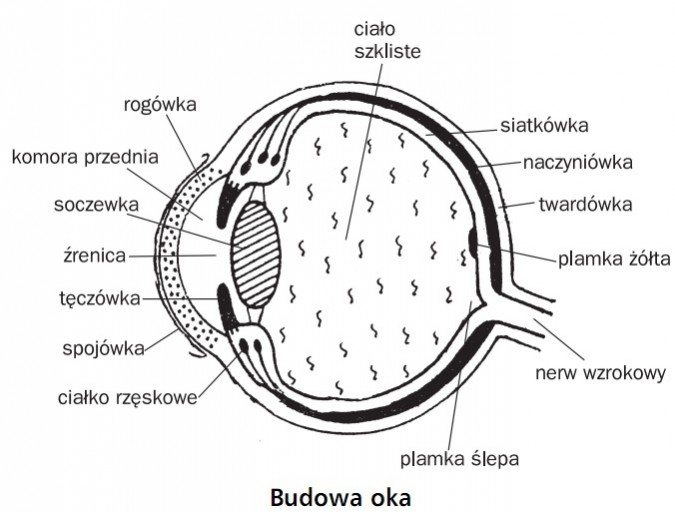 ciało
szkliste
rogówka
siatkówka
komora przednia
naczyniówka
soczewka
twardówka
źrenica
plamka żółta
tęczówka
spojówka
nerw wzrokowy
ciałko rzęskowe
plamka ślepa
Budowa oka